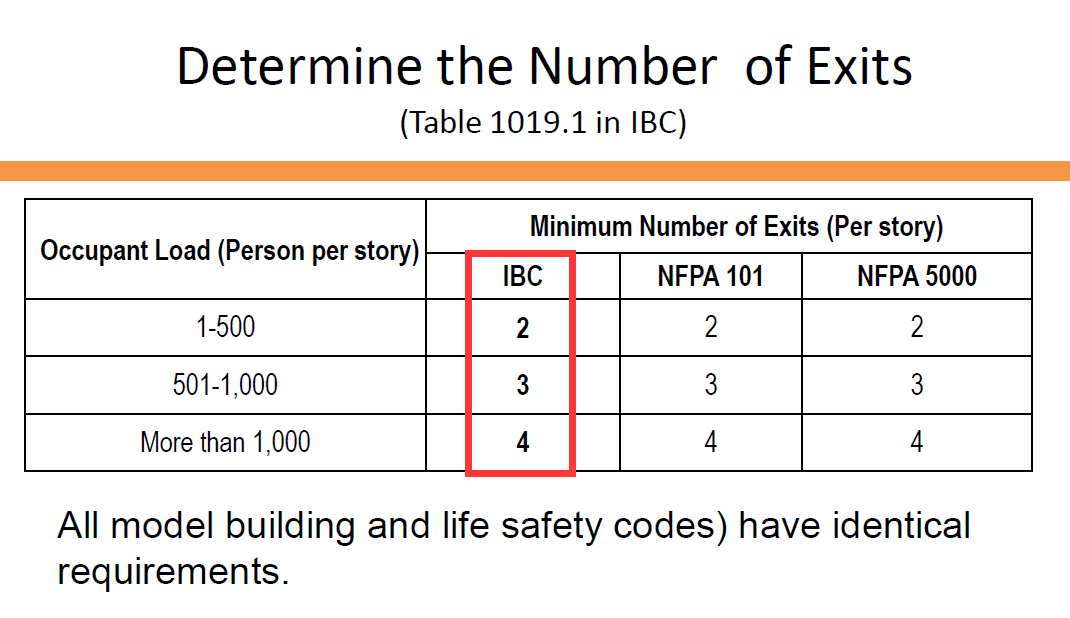 Determine the Number of Exits
(Table 1019.1 in IBC)
Occupant Load (Person per story)
Minimum Number of Exits (Per story)
IBC NFPA 101 NFPA 5000
1-500 2 2 2
501-1,000 3 3 3
More than 1,000 4 4 4
All model building and life safety codes) have identical
requirements.